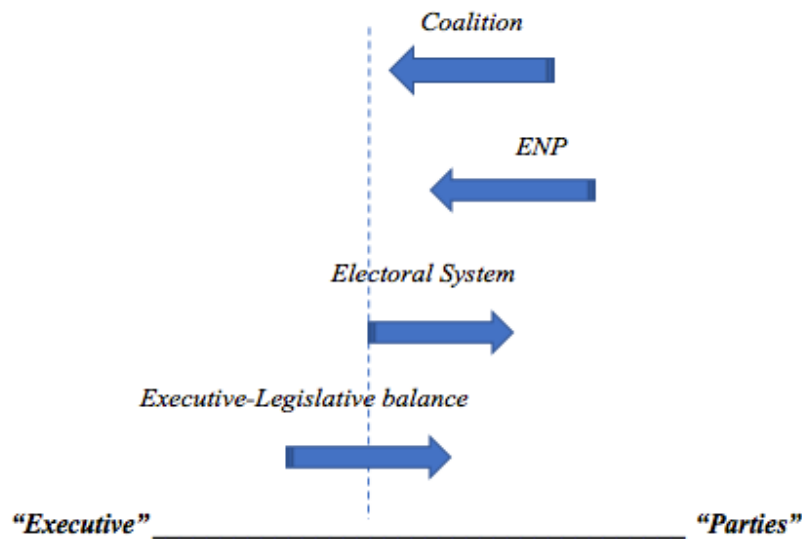 Coalition
ENP
Electoral System
Executive-Legislative balance
“Executive” “Parties”